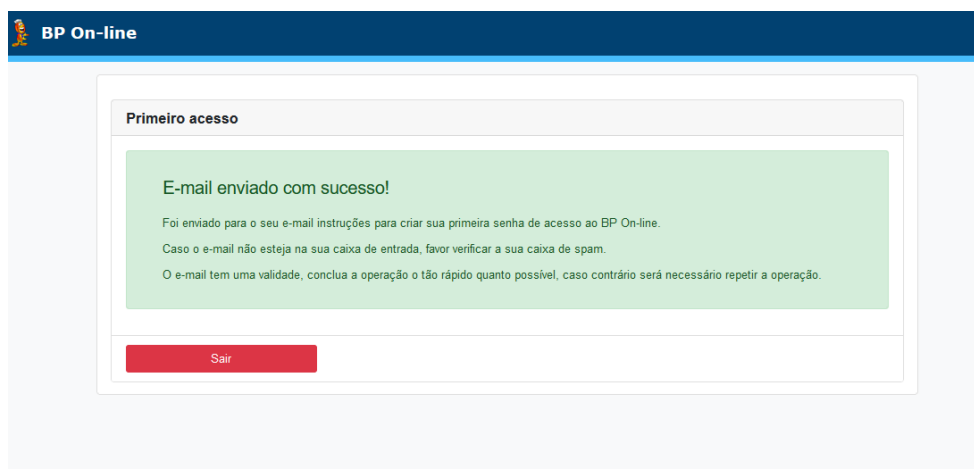 BP On-line
Primeiro acesso
E-mail enviado com sucesso!
Foi enviado para o seu e-mail instruções para criar sua primeira senha de acesso ao BP On-line.
Caso o e-mail não esteja na sua caixa de entrada, favor verificar a sua caixa de spam.
O e-mail tem uma validade, conclua a operação o tão rápido quanto possível, caso contrário será necessário repetir a operação.
Sair